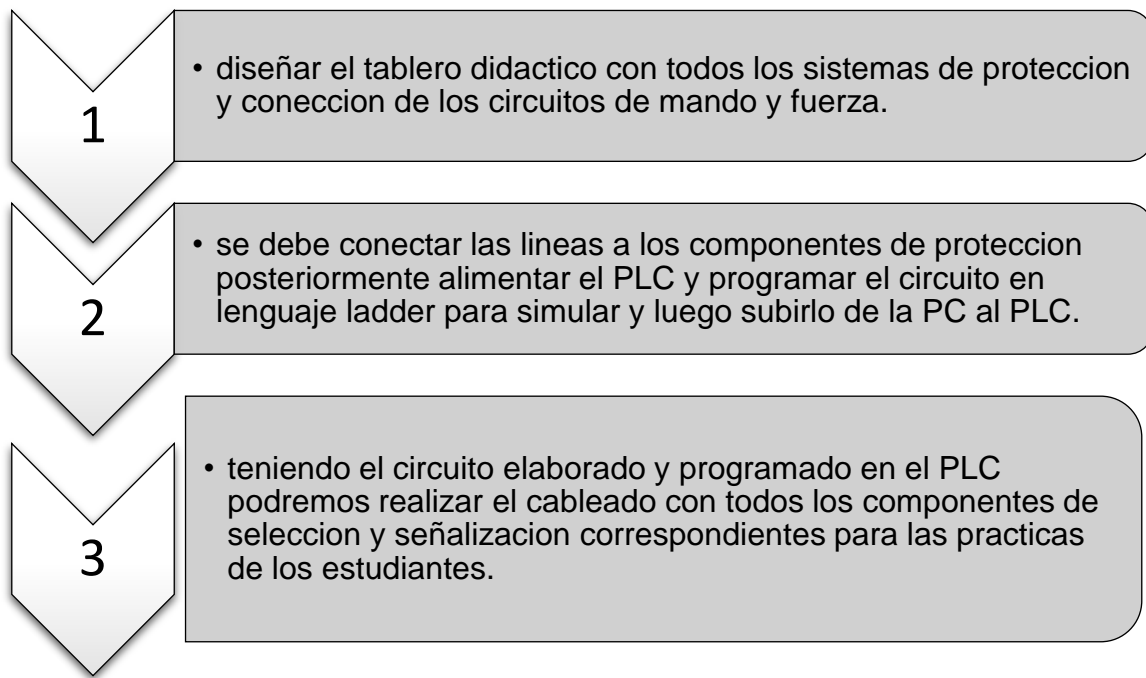 1
• diseñar el tablero didactico con todos los sistemas de proteccion
y coneccion de los circuitos de mando y fuerza.
2
• se debe conectar las lineas a los componentes de proteccion
posteriormente alimentar el PLC y programar el circuito en
lenguaje ladder para simular y luego subirlo de la PC al PLC.
3
• teniendo el circuito elaborado y programado en el PLC
podremos realizar el cableado con todos los componentes de
seleccion y señalizacion correspondientes para las practicas
de los estudiantes.